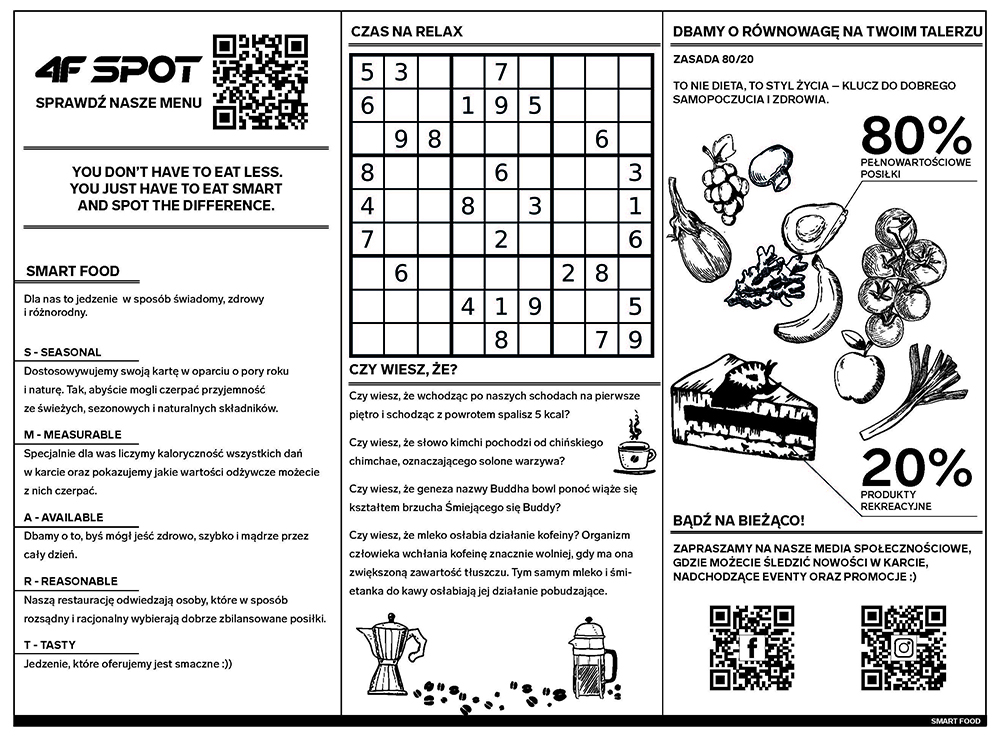 4F SPOT
SPRAWDŹ NASZE MENU
YOU DON'T HAVE TO EAT LESS.
YOU JUST HAVE TO EAT SMART
AND SPOT THE DIFFERENCE.
SMART FOOD
Dla nas to jedzenie w sposób świadomy, zdrowy
i różnorodny.
S - SEASONAL
Dostosowywujemy swoją kartę w oparciu o pory roku
i naturę. Tak, abyście mogli czerpać przyjemność
ze świeżych, sezonowych i naturalnych składników.
M - MEASURABLE
Specjalnie dla was liczymy kaloryczność wszystkich dań
w karcie oraz pokazujemy jakie wartości odżywcze możecie
z nich czerpać.
A - AVAILABLE
Dbamy o to, byś mógł jeść zdrowo, szybko i mądrze przez
cały dzień.
R - REASONABLE
Naszą restaurację odwiedzają osoby, które w sposób
rozsądny i racjonalny wybierają dobrze zbilansowane posiłki.
T - TASTY
Jedzenie, które oferujemy jest smaczne :))
CZAS NA RELAX
5 3 7
6 1 9 5
9 8 6
8 6 3
4 8 3 1
7 2 6
6 2 8
4 1 9 5
8 7 9
CZY WIESZ, ŻE?
Czy wiesz, że wchodząc po naszych schodach na pierwsze
piętro i schodząc z powrotem spalisz 5 kcal?
Czy wiesz, że słowo kimchi pochodzi od chińskiego
chimchae, oznaczającego solone warzywa?
Czy wiesz, że geneza nazwy Buddha bowl ponoć wiąże się
kształtem brzucha Śmiejącego się Buddy?
Czy wiesz, że mleko osłabia działanie kofeiny? Organizm
człowieka wchłania kofeinę znacznie wolniej, gdy ma ona
zwiększoną zawartość tłuszczu. Tym samym mleko i śmi-
etanka do kawy osłabiają jej działanie pobudzające.
DBAMY O RÓWNOWAGĘ NA TWOIM TALERZU
ZASADA 80/20
TO NIE DIETA, TO STYL ŻYCIA – KLUCZ DO DOBREGO
SAMOPOCZUCIA I ZDROWIA.
80%
PEŁNOWARTOŚCIOWE
POSIŁKI
20%
PRODUKTY
REKREACYJNE
BĄDŹ NA BIEŻĄCO!
ZAPRASZAMY NA NASZE MEDIA SPOŁECZNOŚCIOWE,
GDZIE MOŻECIE ŚLEDZIĆ NOWOŚCI W KARCIE,
NADCHODZĄCE EVENTY ORAZ PROMOCJE :)
f
SMART FOOD